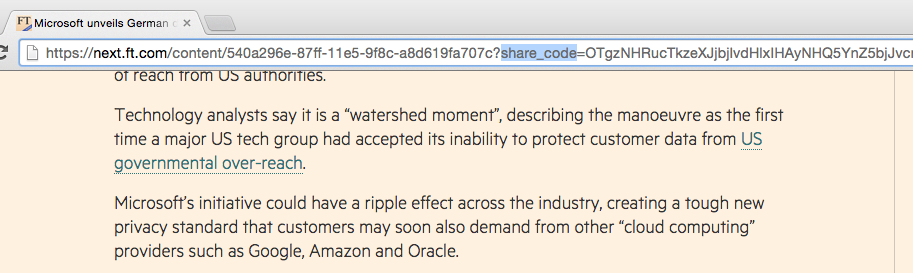 FT Microsoft unveils German
https://next.ft.com/content/540a296e-87ff-11e5-9f8c-a8d619fa707c?share_code=OTgzNHRucTkzeXJjbjlvdHlxIHAyNHQ5YnZ5bjJvcr
of reach from US authorities.
Technology analysts say it is a “watershed moment”, describing the manoeuvre as the first
time a major US tech group had accepted its inability to protect customer data from US
governmental over-reach.
Microsoft’s initiative could have a ripple effect across the industry, creating a tough new
privacy standard that customers may soon also demand from other “cloud computing”
providers such as Google, Amazon and Oracle.